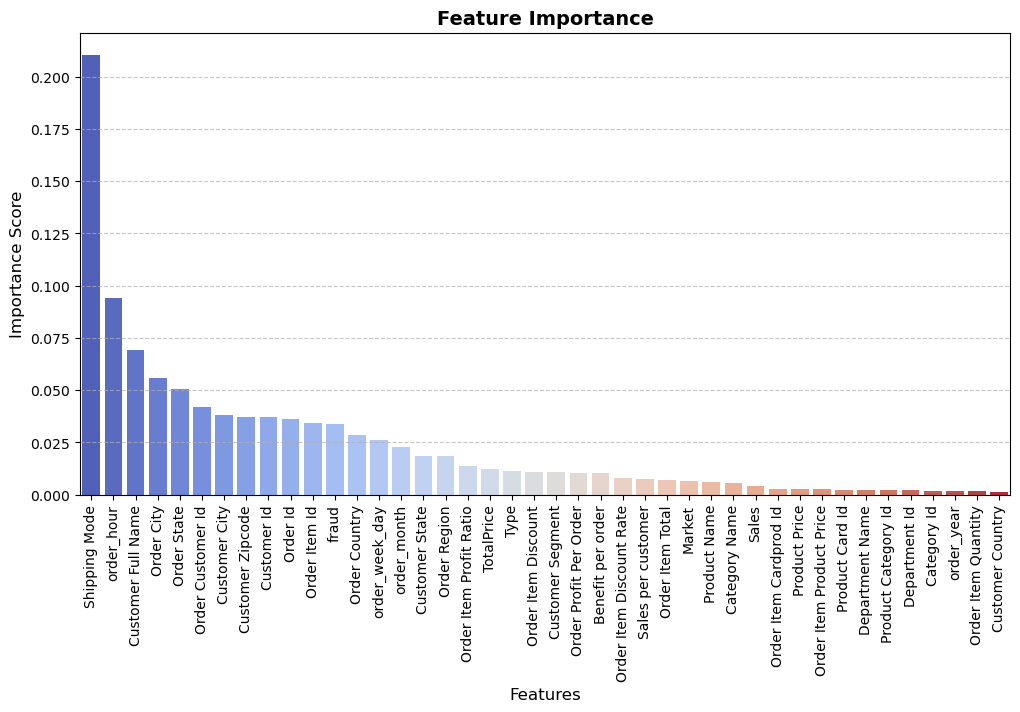 Feature Importance
Importance Score
0.200
0.175
0.150
0.125
0.100
0.075
0.050
0.025
0.000
Shipping Mode
order_hour
Customer Full Name
Order City
Order State
Order Customer Id
Customer City
Customer Zipcode
Customer Id
Order Id
Order Item Id
fraud
Order Country
order_week_day
order_month
Customer State
Order Region
Order Item Profit Ratio
TotalPrice
Type
Order Item Discount
Customer Segment
Order Profit Per Order
Benefit per order
Order Item Discount Rate
Sales per customer
Order Item Total
Market
Product Name
Category Name
Sales
Order Item Cardprod Id
Product Price
Order Item Product Price
Product Card Id
Department Name
Product Category Id
Department Id
Category Id
order_year
Order Item Quantity
Customer Country
Features